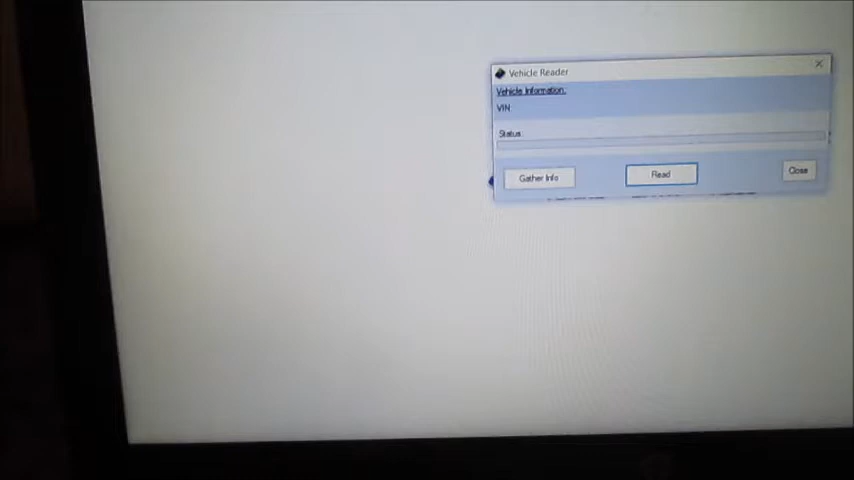 Vehicle Reader
Vehicle Information.
VIN
Status
Gather Info
Read
Close